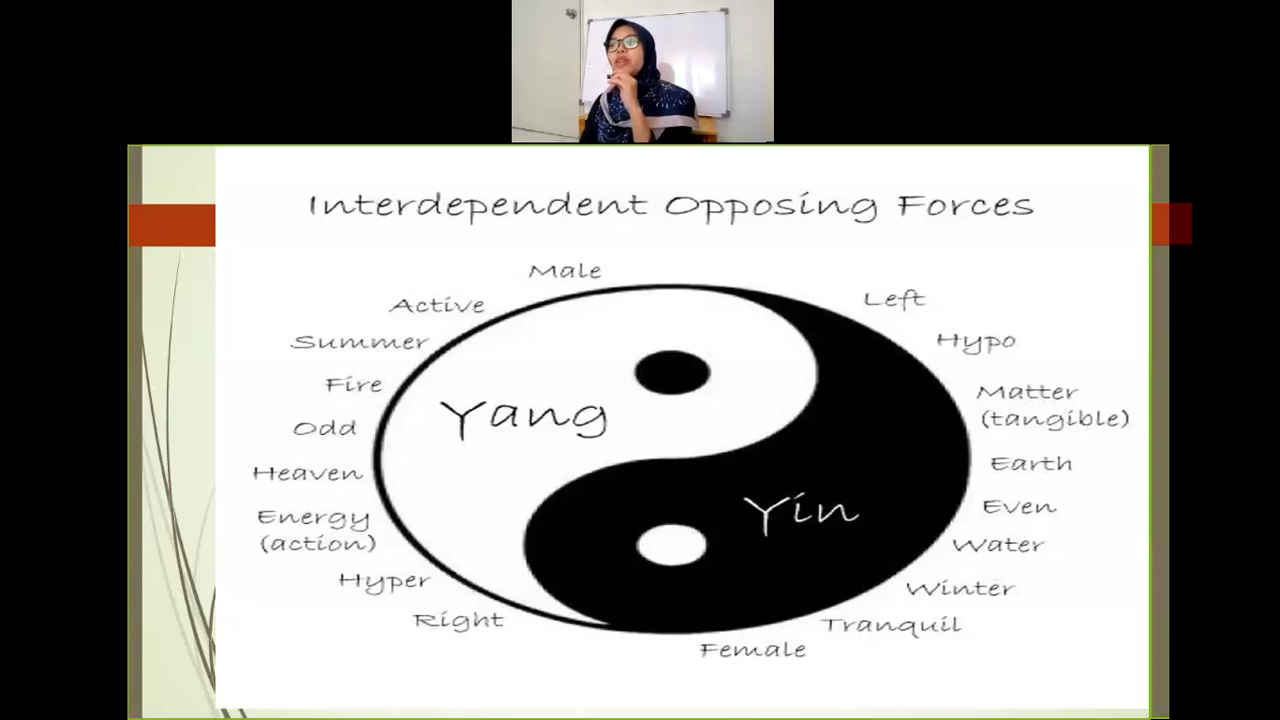 Interdependent Opposing Forces
Male
Active
Summer
Fire
Odd
Heaven
Energy
(action)
Hyper
Right
Yang
Yin
Left
Hypo
Matter
(tangible)
Earth
Even
Water
Winter
Tranquil
Female